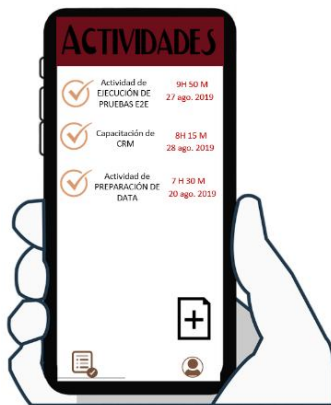 ACTIVIDADES
Actividad de
EJECUCIÓN DE
PRUEBAS E2E
9H 50 M
27 ago. 2019
Capacitación de
CRM
8H 15 M
28 ago. 2019
Actividad de
PREPARACIÓN DE
DATA
7 H 30 M
20 ago. 2019